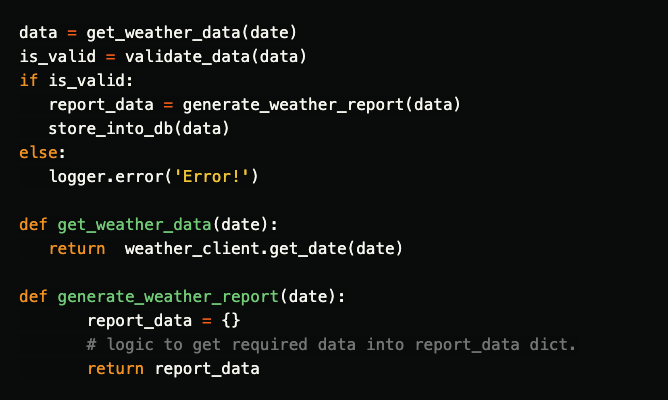 data = get_weather_data(date)
is_valid = validate_data(data)
if is_valid:
   report_data = generate_weather_report(data)
   store_into_db(data)
else:
   logger.error('Error!')

def get_weather_data(date):
   return  weather_client.get_date(date)

def generate_weather_report(date):
       report_data = {}
       # logic to get required data into report_data dict.
       return report_data